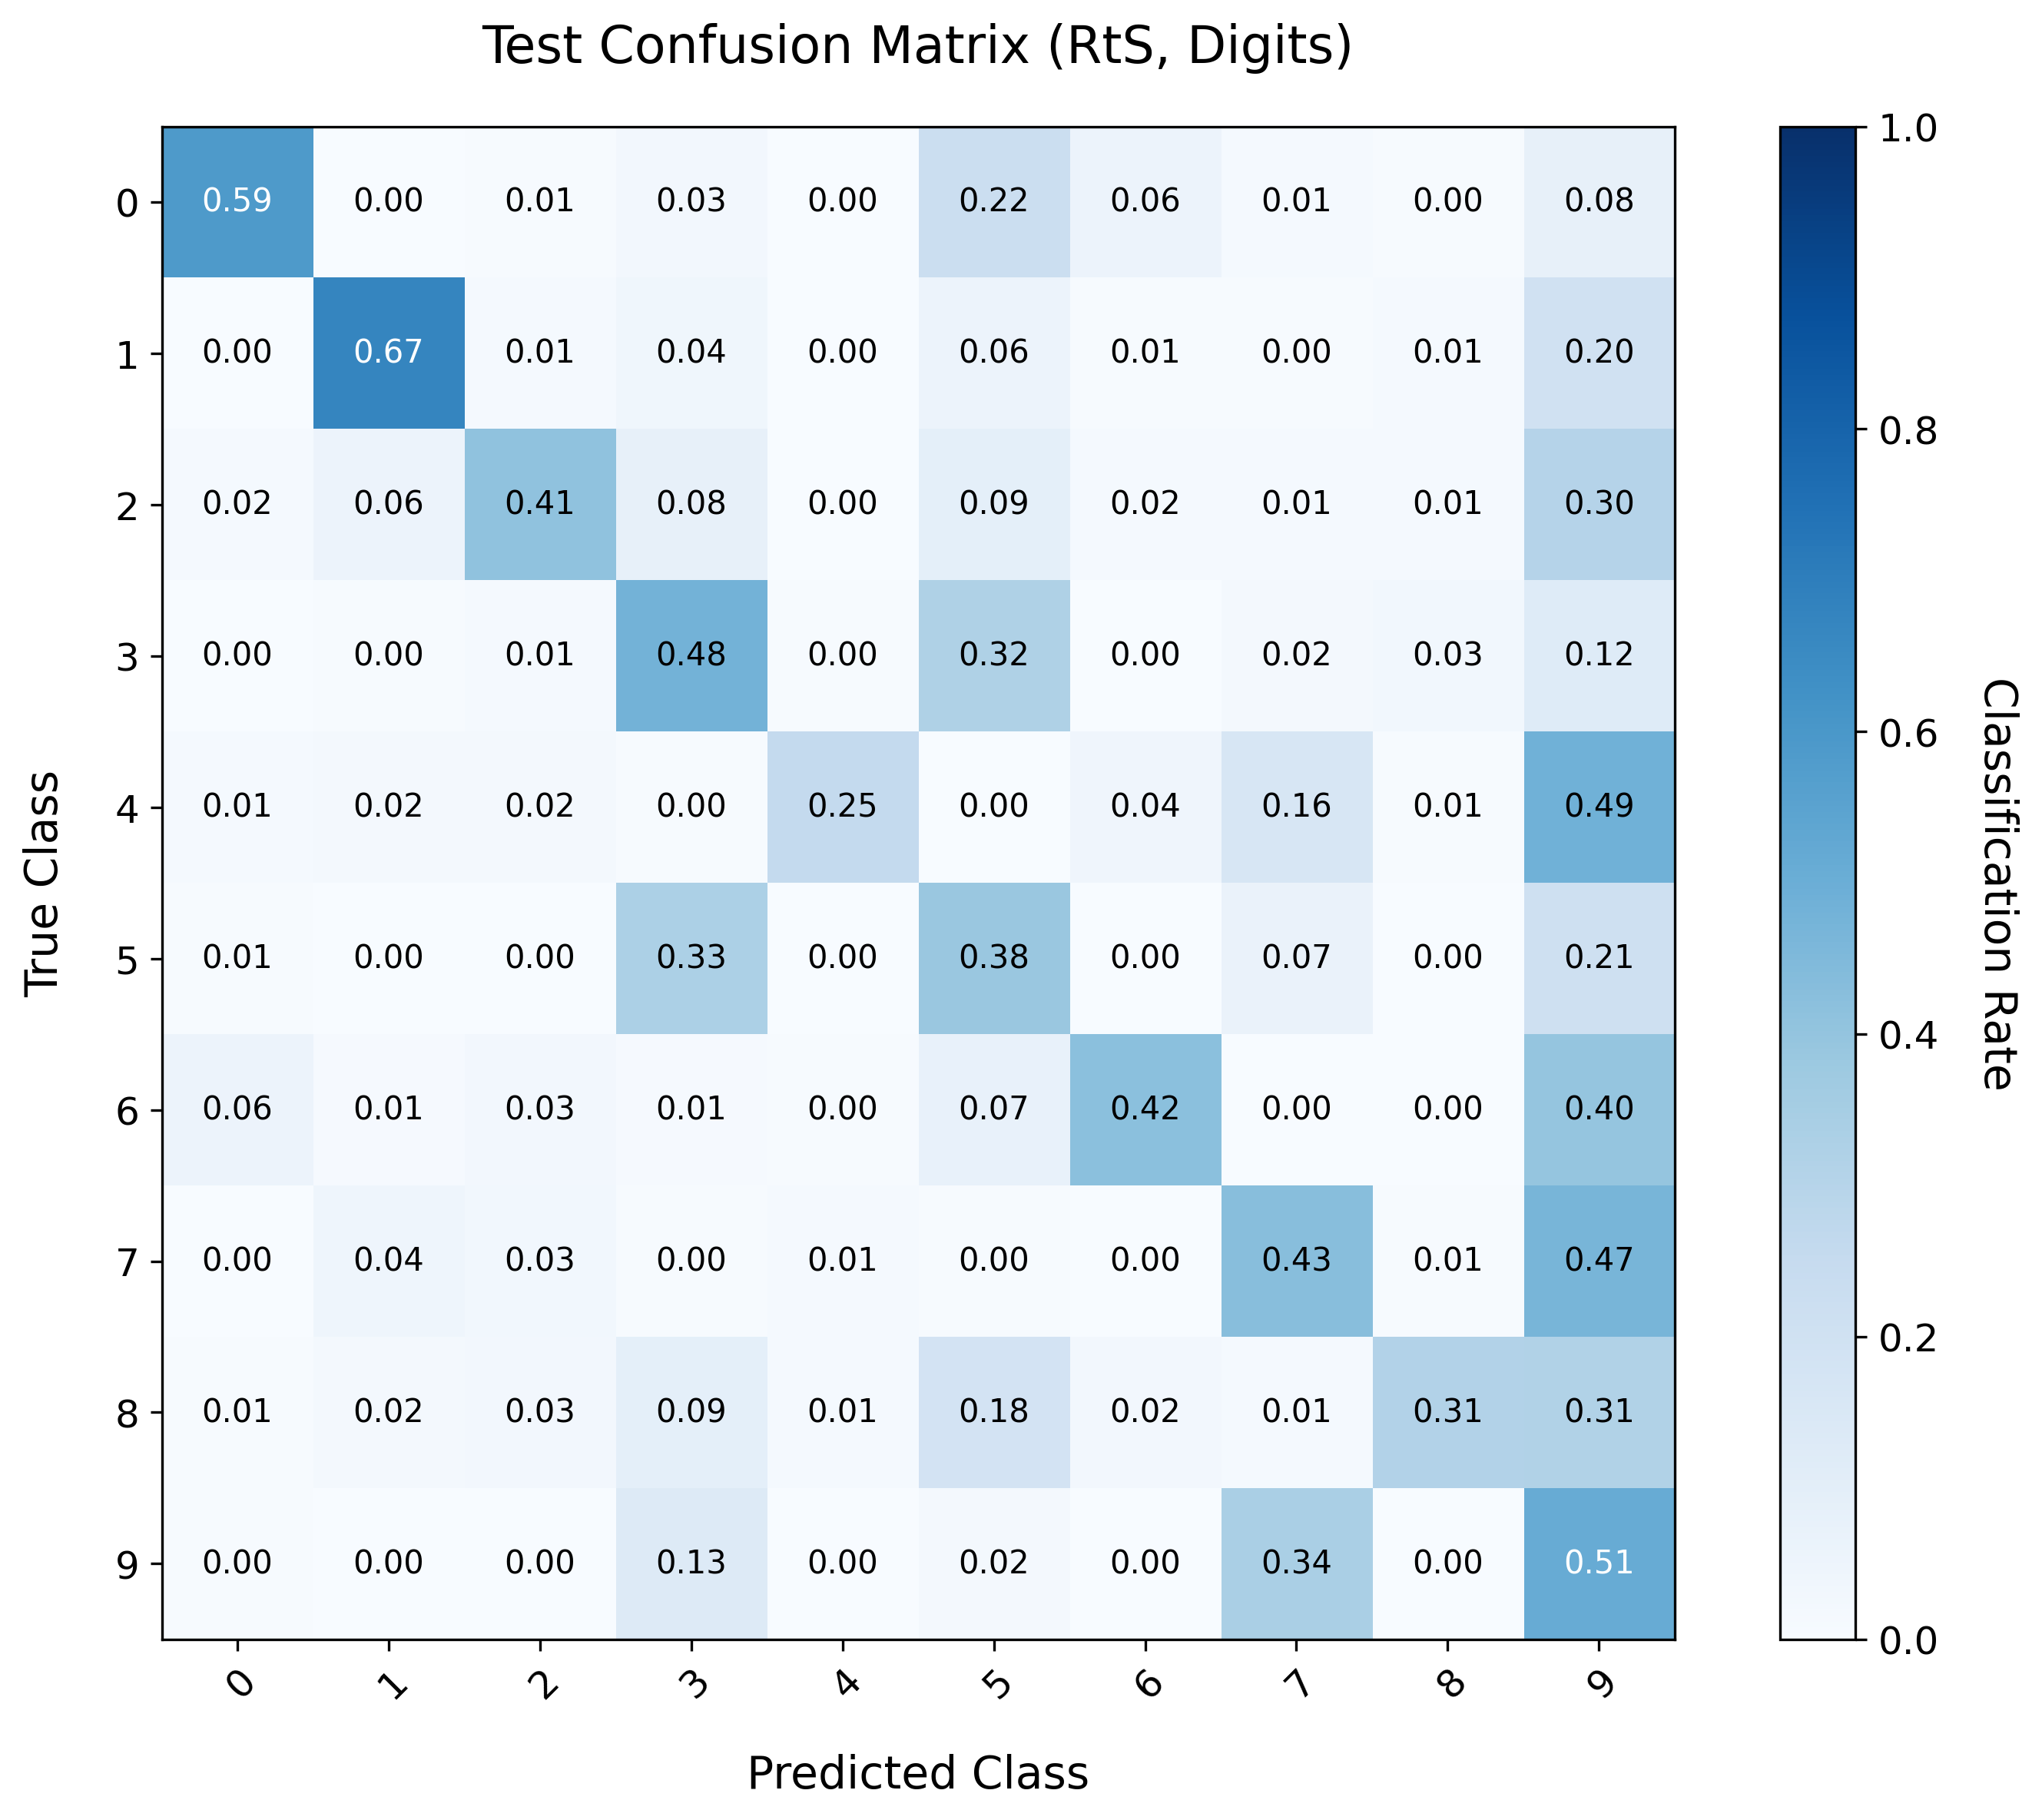 Test Confusion Matrix (RtS, Digits)
0 0.59 0.00 0.01 0.03 0.00 0.22 0.06 0.01 0.00 0.08
1 0.00 0.67 0.01 0.04 0.00 0.06 0.01 0.00 0.01 0.20
2 0.02 0.06 0.41 0.08 0.00 0.09 0.02 0.01 0.01 0.30
3 0.00 0.00 0.01 0.48 0.00 0.32 0.00 0.02 0.03 0.12
4 0.01 0.02 0.02 0.00 0.25 0.00 0.04 0.16 0.01 0.49
5 0.01 0.00 0.00 0.33 0.00 0.38 0.00 0.07 0.00 0.21
6 0.06 0.01 0.03 0.01 0.00 0.07 0.42 0.00 0.00 0.40
7 0.00 0.04 0.03 0.00 0.01 0.00 0.00 0.43 0.01 0.47
8 0.01 0.02 0.03 0.09 0.01 0.18 0.02 0.01 0.31 0.31
9 0.00 0.00 0.00 0.13 0.00 0.02 0.00 0.34 0.00 0.51
0 1 2 3 4 5 6 7 8 9
True Class
Predicted Class
1.0
0.8
0.6
0.4
0.2
0.0
Classification Rate